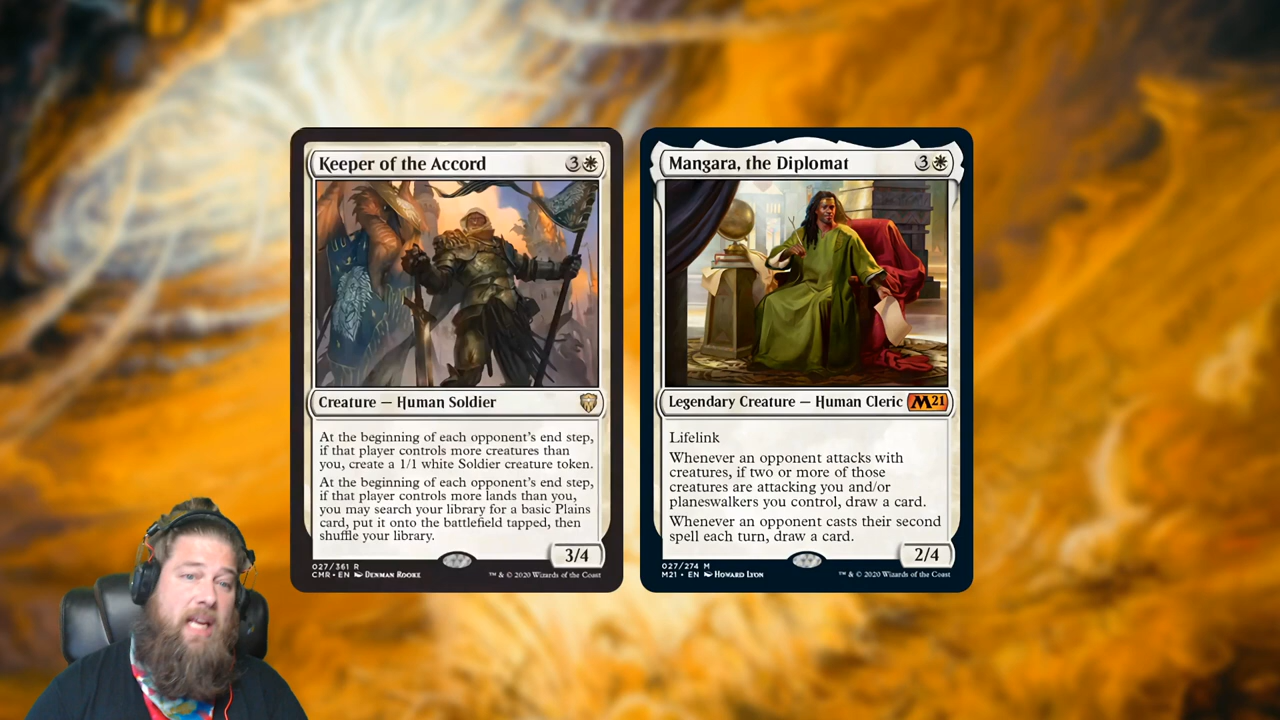 Keeper of the Accord 3
Creature — Human Soldier
At the beginning of each opponent's end step,
if that player controls more creatures than
you, create a 1/1 white Soldier creature token.
At the beginning of each opponent's end step,
if that player controls more lands than you,
you may search your library for a basic Plains
card, put it onto the battlefield tapped, then
shuffle your library.
3/4
027/361 R
CMR • EN Denman Rooke
™ & © 2020 Wizards of the Coast
Mangara, the Diplomat 3
Legendary Creature — Human Cleric M21
Lifelink
Whenever an opponent attacks with
creatures, if two or more of those
creatures are attacking you and/or
planeswalkers you control, draw a card.
Whenever an opponent casts their second
spell each turn, draw a card.
2/4
027/274 M
M21 • EN Howard Lyon
™ & © 2020 Wizards of the Coast